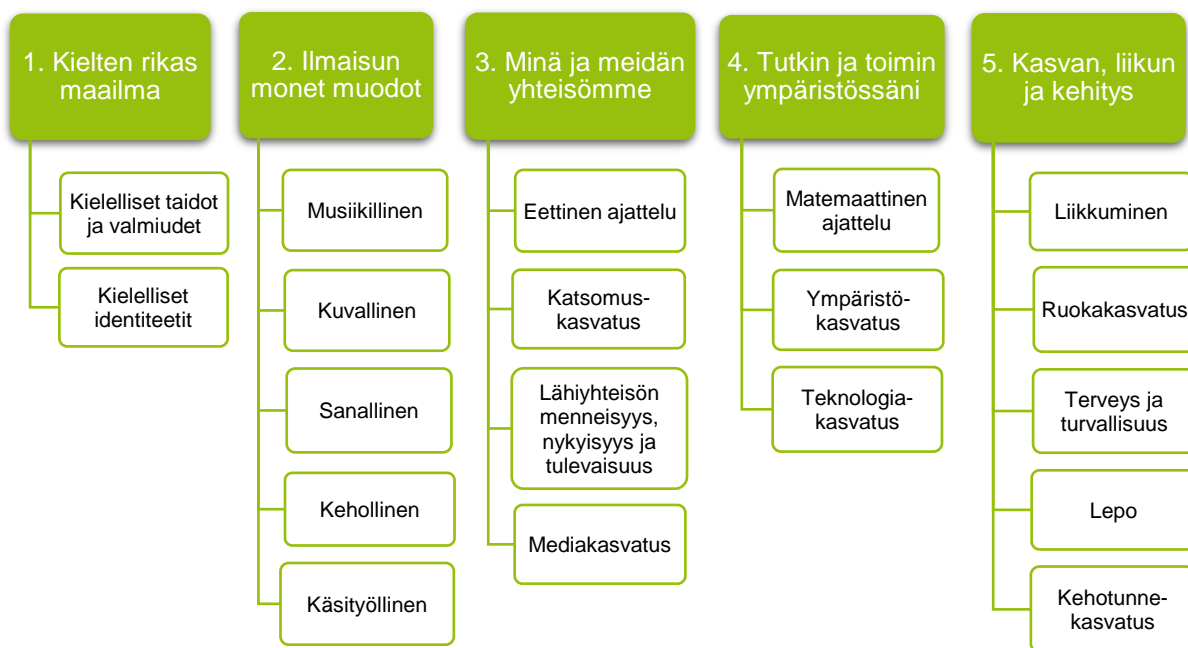 1. Kielten rikas
maailma
Kielelliset taidot
ja valmiudet
Kielelliset
identiteetit
2. Ilmaisun
monet muodot
Musiikillinen
Kuvallinen
Sanallinen
Kehollinen
Käsityöllinen
3. Minä ja meidän
yhteisömme
Eettinen ajattelu
Katsomus-
kasvatus
Lähiyhteisön
menneisyys,
nykyisyys ja
tulevaisuus
Mediakasvatus
4. Tutkin ja toimin
ympäristössäni
Matemaattinen
ajattelu
Ympäristö-
kasvatus
Teknologia-
kasvatus
5. Kasvan, liikun
ja kehitys
Liikkuminen
Ruokakasvatus
Terveys ja
turvallisuus
Lepo
Kehotunne-
kasvatus